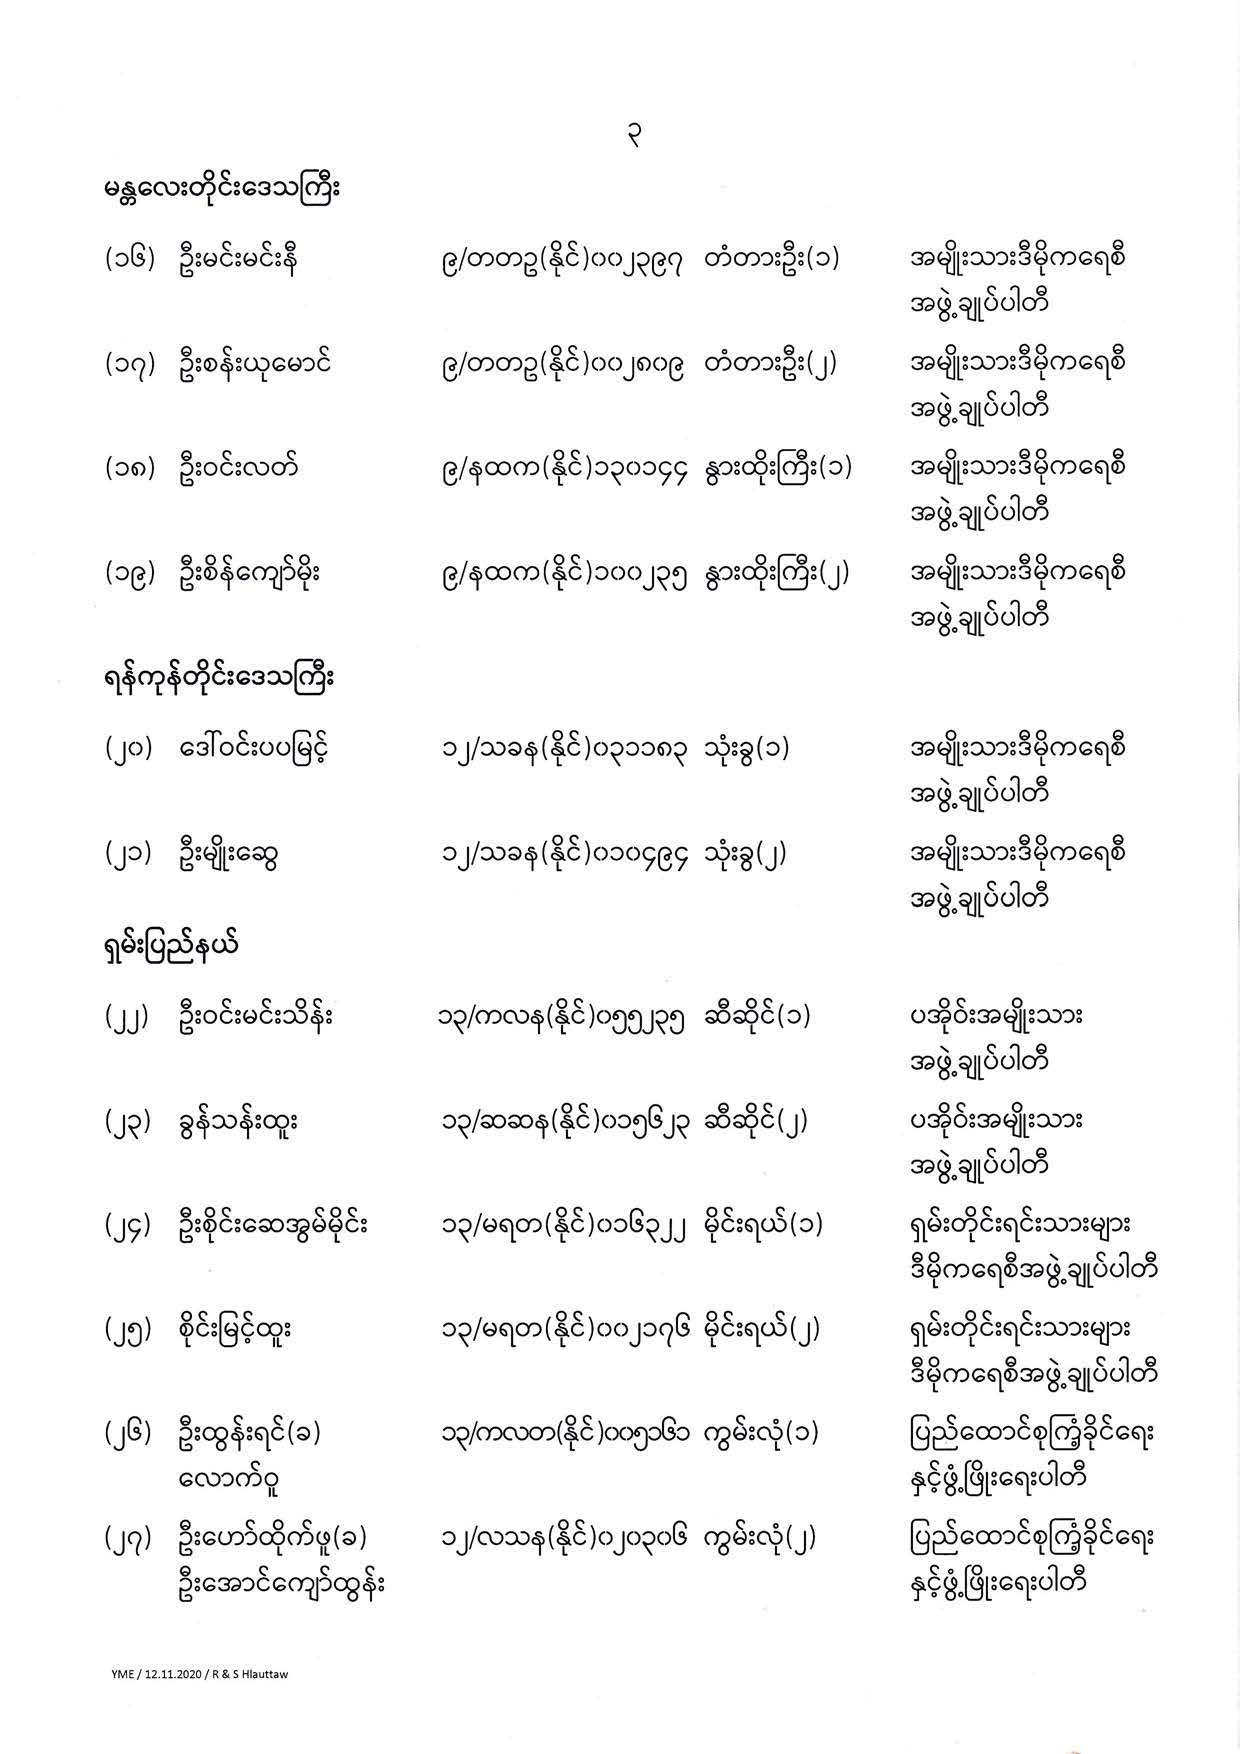 ၃
မန္တလေးတိုင်းဒေသကြီး
(၁၆) ဦးမင်းမင်းနီ ၉/တတဥ(နိုင်)၀၀၂၃၉၇ တံတားဦး(၁) အမျိုးသားဒီမိုကရေစီ
အဖွဲ့ချုပ်ပါတီ
(၁၇) ဦးစန်းယုမောင် ၉/တတဥ(နိုင်)၀၀၂၈၀၉ တံတားဦး(၂) အမျိုးသားဒီမိုကရေစီ
အဖွဲ့ချုပ်ပါတီ
(၁၈) ဦးဝင်းလတ် ၉/နထက(နိုင်)၁၃၀၁၄၄ နွားထိုးကြီး(၁) အမျိုးသားဒီမိုကရေစီ
အဖွဲ့ချုပ်ပါတီ
(၁၉) ဦးစိန်ကျော်မိုး ၉/နထက(နိုင်)၁၀၀၂၃၅ နွားထိုးကြီး(၂) အမျိုးသားဒီမိုကရေစီ
အဖွဲ့ချုပ်ပါတီ
ရန်ကုန်တိုင်းဒေသကြီး
(၂၀) ဒေါ်ဝင်းပပမြင့် ၁၂/သခန(နိုင်)၀၃၁၁၈၃ သုံးခွ(၁) အမျိုးသားဒီမိုကရေစီ
အဖွဲ့ချုပ်ပါတီ
(၂၁) ဦးမျိုးဆွေ ၁၂/သခန(နိုင်)၀၁၀၄၉၄ သုံးခွ(၂) အမျိုးသားဒီမိုကရေစီ
အဖွဲ့ချုပ်ပါတီ
ရှမ်းပြည်နယ်
(၂၂) ဦးဝင်းမင်းသိန်း ၁၃/ကလန(နိုင်)၀၅၅၂၃၅ ဆီဆိုင်(၁) ပအိုဝ်းအမျိုးသား
အဖွဲ့ချုပ်ပါတီ
(၂၃) ခွန်သန်းထူး ၁၃/ဆဆန(နိုင်)၀၁၅၆၂၃ ဆီဆိုင်(၂) ပအိုဝ်းအမျိုးသား
အဖွဲ့ချုပ်ပါတီ
(၂၄) ဦးစိုင်းဆေအွမ်မိုင်း ၁၃/မရတ(နိုင်)၀၁၆၃၂၂ မိုင်းရယ်(၁) ရှမ်းတိုင်းရင်းသားများ
ဒီမိုကရေစီအဖွဲ့ချုပ်ပါတီ
(၂၅) စိုင်းမြင့်ထူး ၁၃/မရတ(နိုင်)၀၀၂၁၇၆ မိုင်းရယ်(၂) ရှမ်းတိုင်းရင်းသားများ
ဒီမိုကရေစီအဖွဲ့ချုပ်ပါတီ
(၂၆) ဦးထွန်းရင်(ခ) ၁၃/ကလတ(နိုင်)၀၀၅၁၆၁ ကွမ်းလုံ(၁) ပြည်ထောင်စုကြံ့ခိုင်ရေး
လောက်ဝူ နှင့်ဖွံ့ဖြိုးရေးပါတီ
(၂၇) ဦးဟော်ထိုက်ဖူ(ခ) ၁၂/လသန(နိုင်)၀၂၀၃၀၆ ကွမ်းလုံ(၂) ပြည်ထောင်စုကြံ့ခိုင်ရေး
ဦးအောင်ကျော်ထွန်း နှင့်ဖွံ့ဖြိုးရေးပါတီ
YME / 12.11.2020 / R & S Hlauttaw